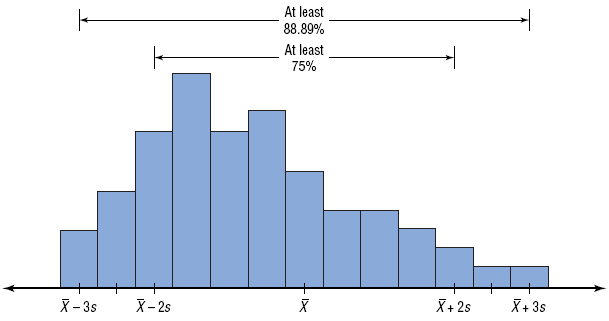 At least
88.89%
At least
75%
X̄ – 3s X̄ – 2s X̄ X̄ + 2s X̄ + 3s